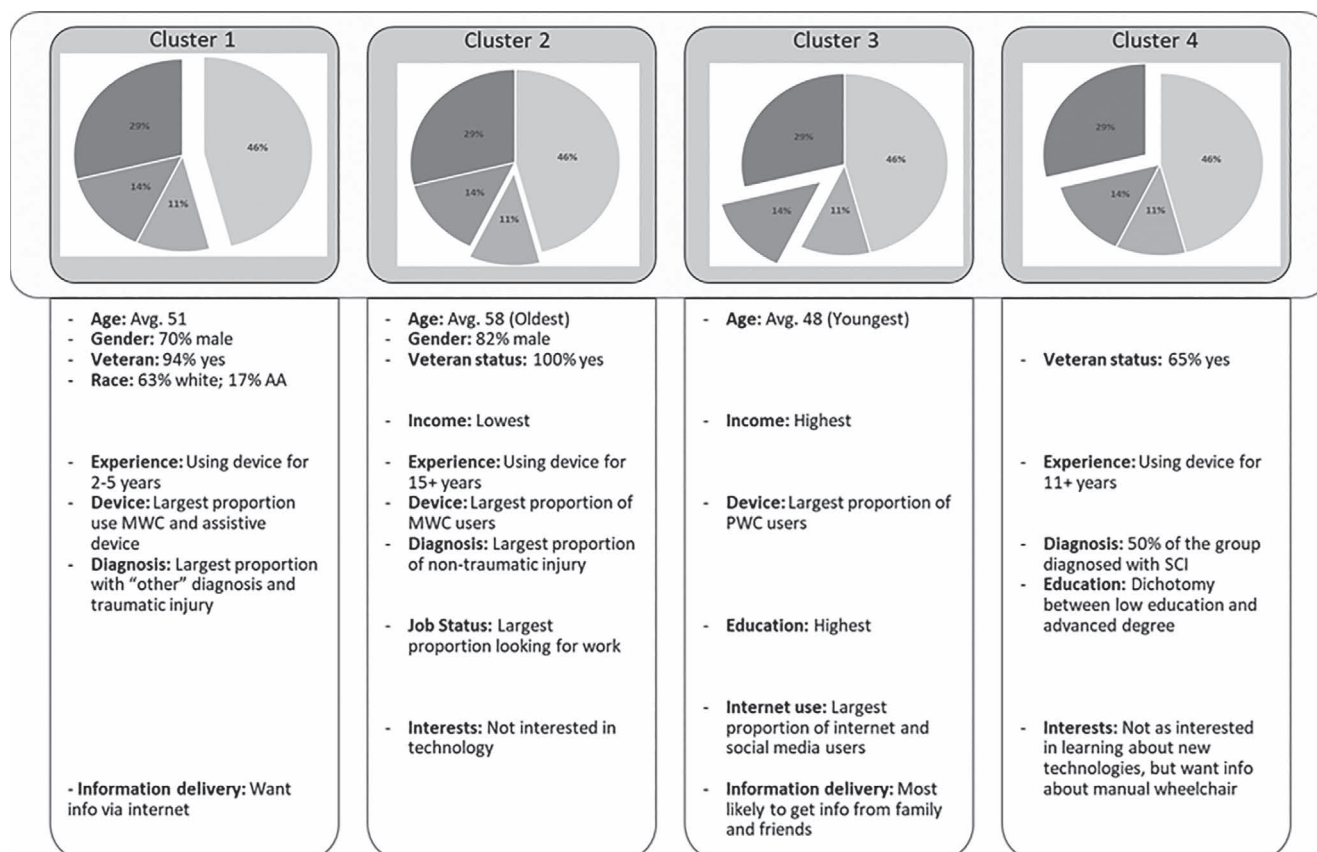 Cluster 1
29%
46%
14%
11%
- Age: Avg. 51
- Gender: 70% male
- Veteran: 94% yes
- Race: 63% white; 17% AA
- Experience: Using device for
2-5 years
- Device: Largest proportion
use MWC and assistive
device
- Diagnosis: Largest proportion
with “other” diagnosis and
traumatic injury
- Information delivery: Want
info via internet
Cluster 2
29%
46%
14%
11%
- Age: Avg. 58 (Oldest)
- Gender: 82% male
- Veteran status: 100% yes
- Income: Lowest
- Experience: Using device for
15+ years
- Device: Largest proportion of
MWC users
- Diagnosis: Largest proportion
of non-traumatic injury
- Job Status: Largest
proportion looking for work
- Interests: Not interested in
technology
Cluster 3
29%
46%
14%
11%
- Age: Avg. 48 (Youngest)
- Income: Highest
- Device: Largest proportion of
PWC users
- Education: Highest
- Internet use: Largest
proportion of internet and
social media users
- Information delivery: Most
likely to get info from family
and friends
Cluster 4
29%
46%
14%
11%
- Veteran status: 65% yes
- Experience: Using device for
11+ years
- Diagnosis: 50% of the group
diagnosed with SCI
- Education: Dichotomy
between low education and
advanced degree
- Interests: Not as interested
in learning about new
technologies, but want info
about manual wheelchair